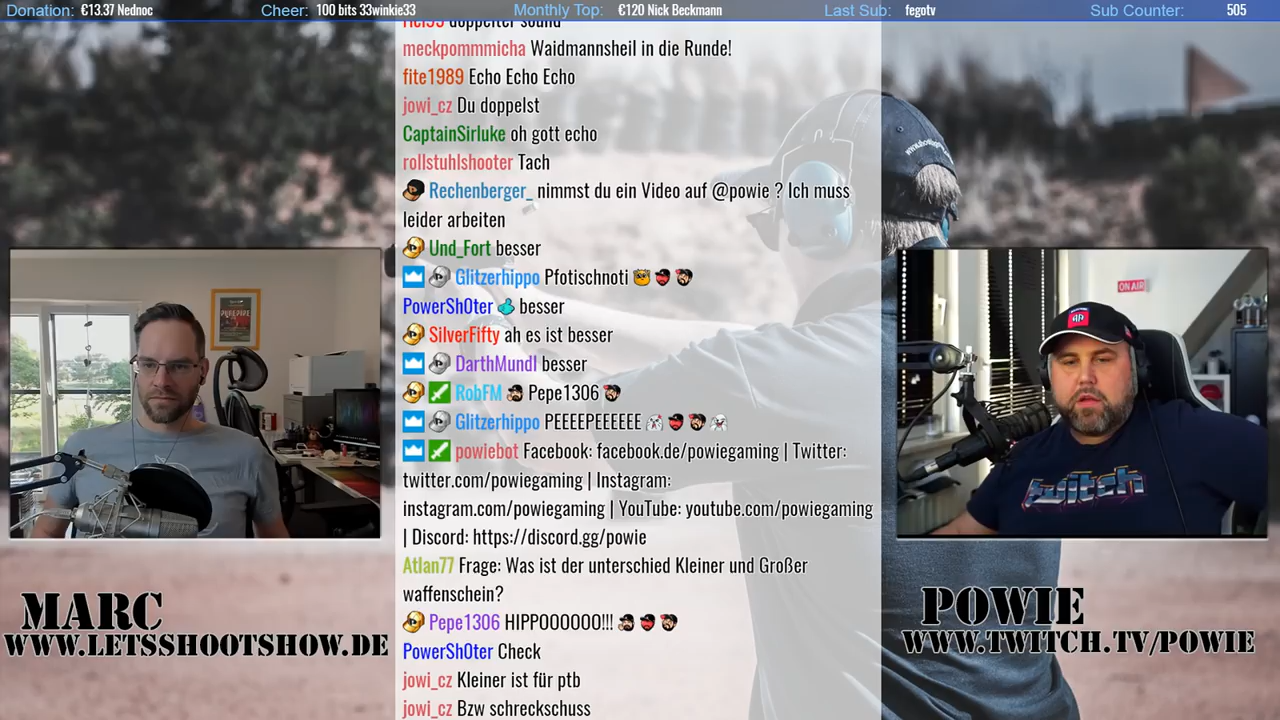 Donation: €13.37 Nednoc Cheer: 100 bits 33winkie33 Monthly Top: €120 Nick Beckmann Last Sub: fegotv Sub Counter: 505
doppelter sound
meckpommmicha Waidmannsheil in die Runde!
fite1989 Echo Echo Echo
jowi_cz Du doppelst
CaptainSirluke oh gott echo
rollstuhlshooter Tach
Rechenberger_ nimmst du ein Video auf @powie ? Ich muss
leider arbeiten
Und_Fort besser
Glitzerhippo Pfotischnoti
PowerSh0ter besser
SilverFifty ah es ist besser
DarthMundl besser
RobFM Pepe1306
Glitzerhippo PEEEEPEEEEEE
powiebot Facebook: facebook.de/powiegaming | Twitter:
twitter.com/powiegaming | Instagram:
instagram.com/powiegaming | YouTube: youtube.com/powiegaming
| Discord: https://discord.gg/powie
Atlan77 Frage: Was ist der unterschied Kleiner und Großer
waffenschein?
Pepe1306 HIPPOOOOOO!!!
PowerSh0ter Check
jowi_cz Kleiner ist für ptb
jowi_cz Bzw schreckschuss
ON AIR
twitch
MARC
WWW.LETSSHOOTSHOW.DE
POWIE
WWW.TWITCH.TV/POWIE